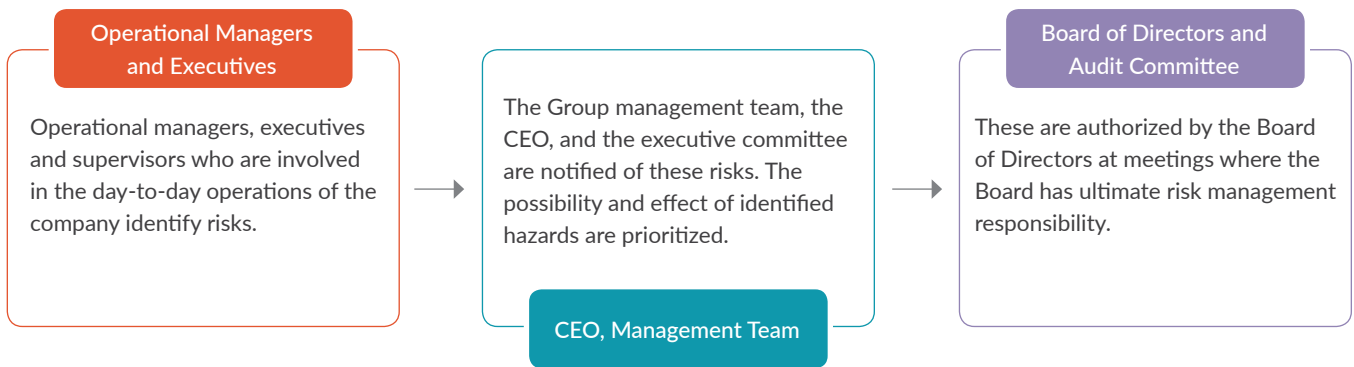 Operational Managers
and Executives
Operational managers, executives
and supervisors who are involved
in the day-to-day operations of the
company identify risks.
The Group management team, the
CEO, and the executive committee
are notified of these risks. The
possibility and effect of identified
hazards are prioritized.
CEO, Management Team
Board of Directors and
Audit Committee
These are authorized by the Board
of Directors at meetings where the
Board has ultimate risk management
responsibility.